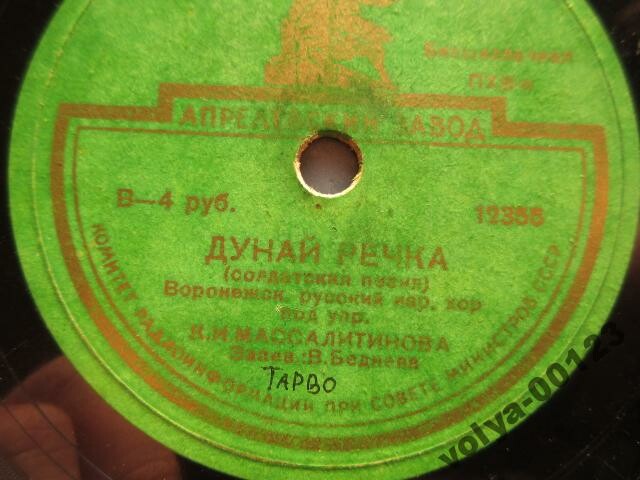 АПРЕЛЕВСКИЙ ЗАВОД
В—4 руб.
12355
ДУНАЙ РЕЧКА
(солдатская песня)
Воронежск. русский нар. хор
под упр.
К.И.МАССАЛИТИНОВА
Запев.: В.Беднева
ТАРВО
КОМИТЕТ РАДИОИНФОРМАЦИИ ПРИ СОВЕТЕ МИНИСТРОВ СССР
volya-00123